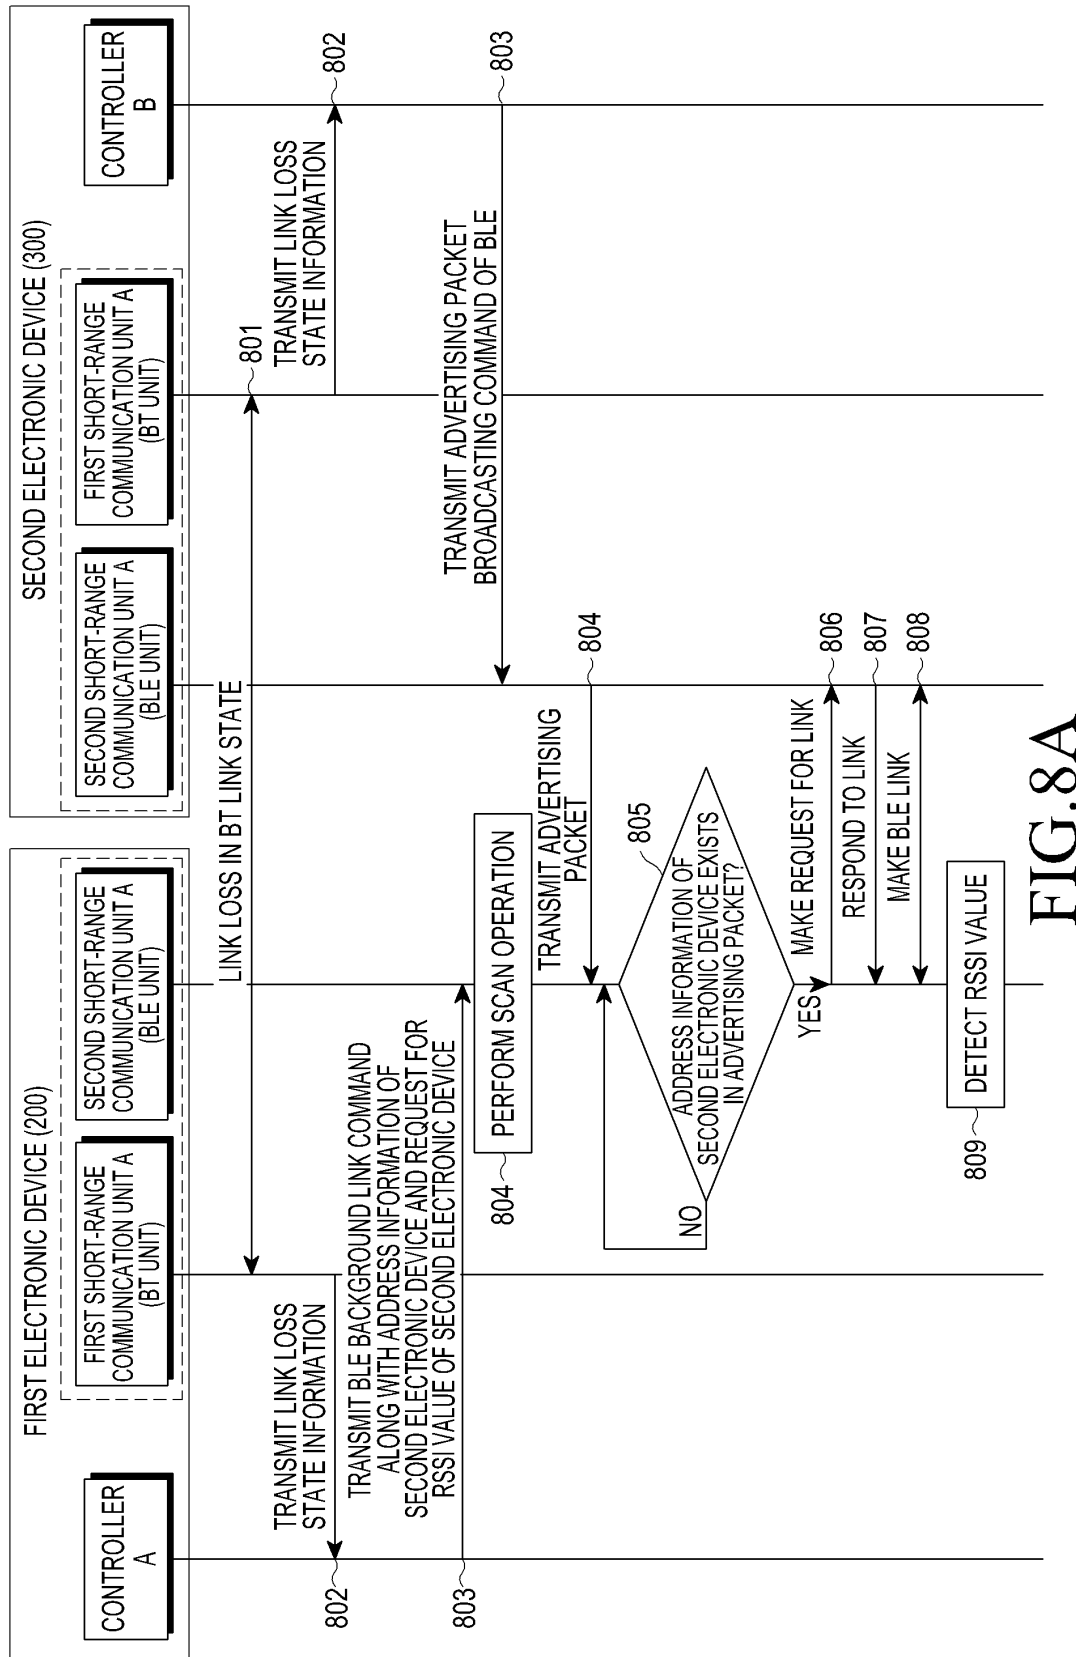 FIRST ELECTRONIC DEVICE (200)
SECOND ELECTRONIC DEVICE (300)
CONTROLLER
A
FIRST SHORT-RANGE
COMMUNICATION UNIT A
(BT UNIT)
SECOND SHORT-RANGE
COMMUNICATION UNIT A
(BLE UNIT)
SECOND SHORT-RANGE
COMMUNICATION UNIT A
(BLE UNIT)
FIRST SHORT-RANGE
COMMUNICATION UNIT A
(BT UNIT)
CONTROLLER
B
LINK LOSS IN BT LINK STATE
801
TRANSMIT LINK LOSS
STATE INFORMATION
802
TRANSMIT LINK LOSS
STATE INFORMATION
802
TRANSMIT BLE BACKGROUND LINK COMMAND
ALONG WITH ADDRESS INFORMATION OF
SECOND ELECTRONIC DEVICE AND REQUEST FOR
RSSI VALUE OF SECOND ELECTRONIC DEVICE
803
TRANSMIT ADVERTISING PACKET
BROADCASTING COMMAND OF BLE
803
PERFORM SCAN OPERATION
804
TRANSMIT ADVERTISING
PACKET
804
805
ADDRESS INFORMATION OF
SECOND ELECTRONIC DEVICE EXISTS
IN ADVERTISING PACKET?
NO
YES
MAKE REQUEST FOR LINK
806
RESPOND TO LINK
807
MAKE BLE LINK
808
DETECT RSSI VALUE
809
FIG.8A